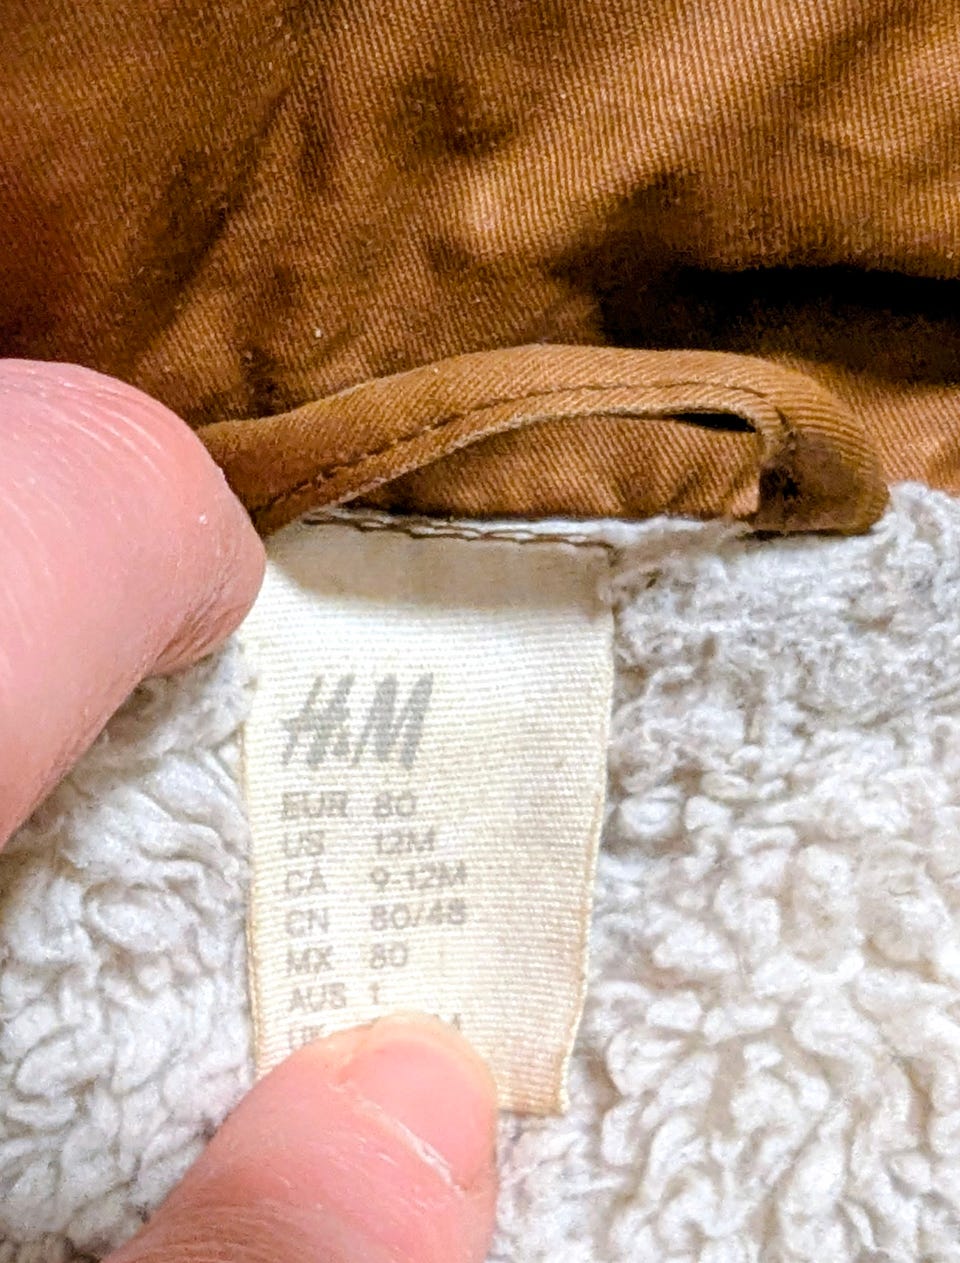 H&M
EUR 80
US 12M
CA 9-12M
CN 80/48
MX 80
AUS 1